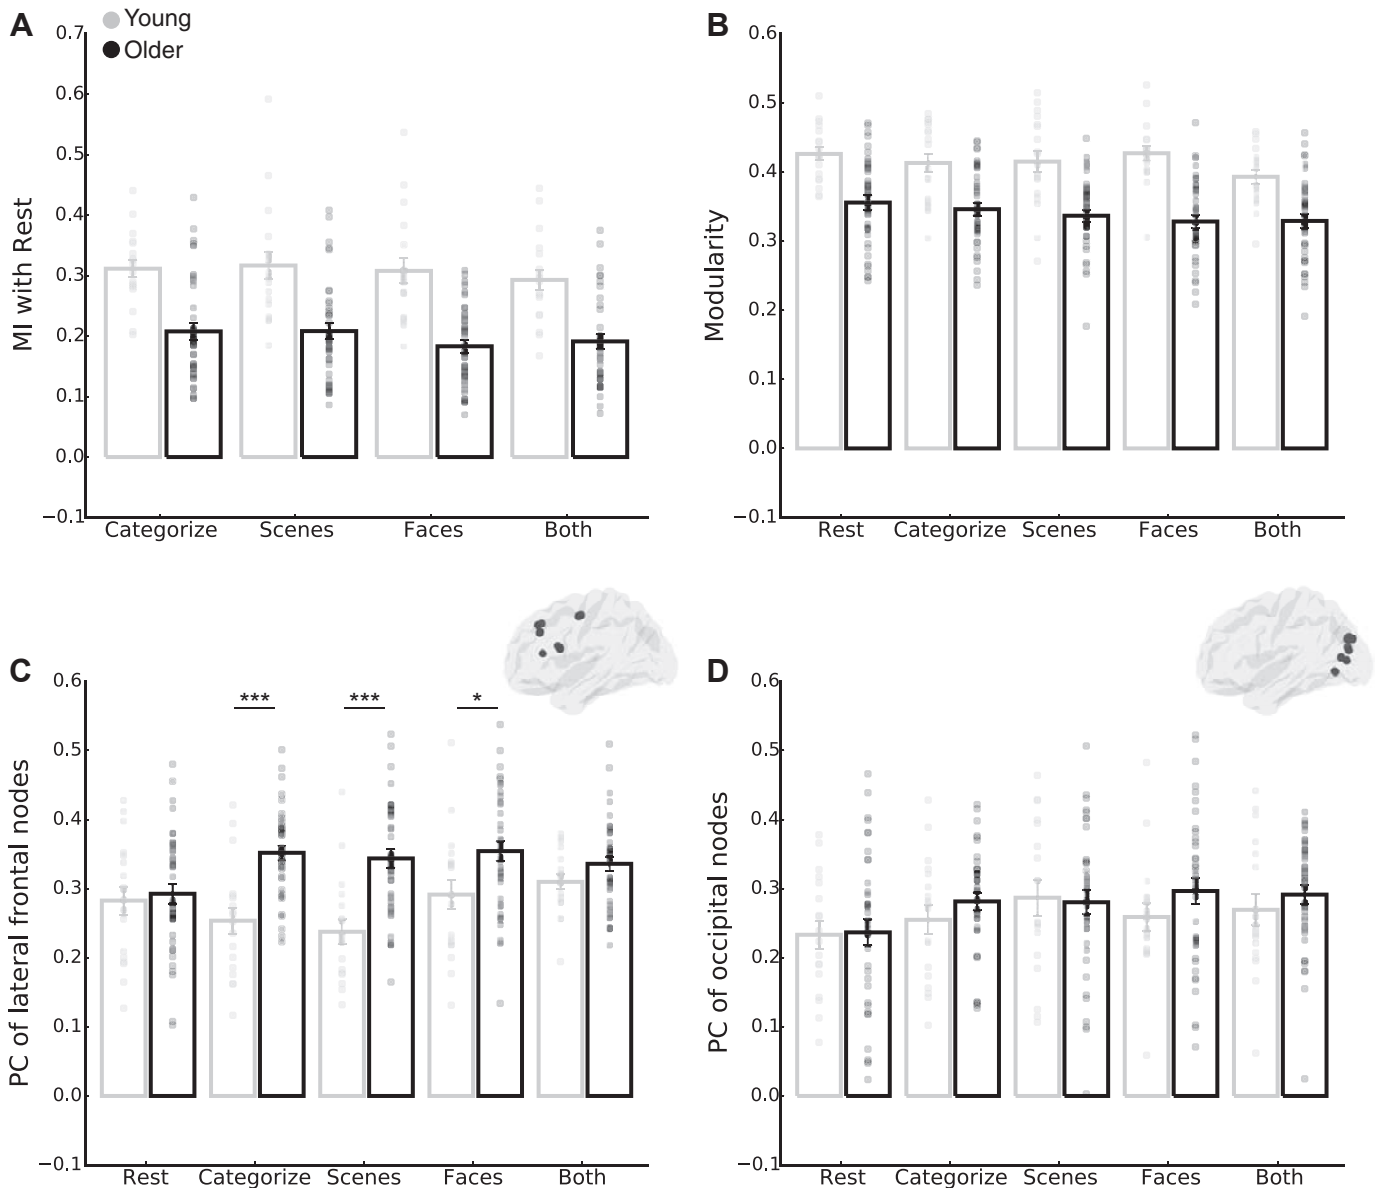 A
Young
Older
MI with Rest
0.7
0.6
0.5
0.4
0.3
0.2
0.1
0.0
−0.1
Categorize Scenes Faces Both
B
Modularity
0.6
0.5
0.4
0.3
0.2
0.1
0.0
−0.1
Rest Categorize Scenes Faces Both
C
PC of lateral frontal nodes
0.6
0.5
0.4
0.3
0.2
0.1
0.0
−0.1
*** *** *
Rest Categorize Scenes Faces Both
D
PC of occipital nodes
0.6
0.5
0.4
0.3
0.2
0.1
0.0
−0.1
Rest Categorize Scenes Faces Both